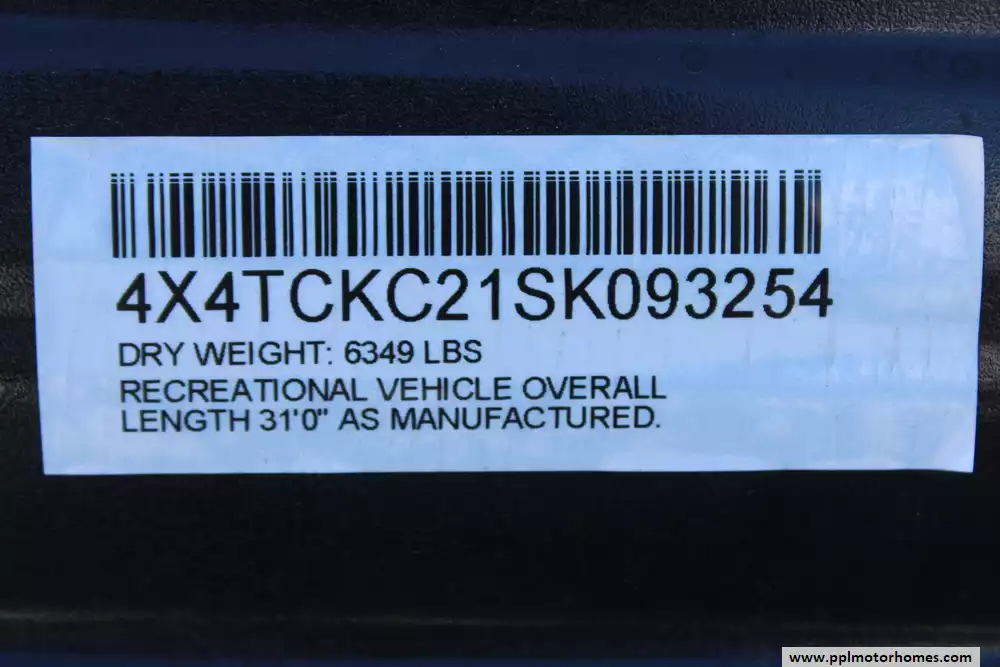 4X4TCKC21SK093254
DRY WEIGHT: 6349 LBS
RECREATIONAL VEHICLE OVERALL
LENGTH 31'0" AS MANUFACTURED.
www.pplmotorhomes.com